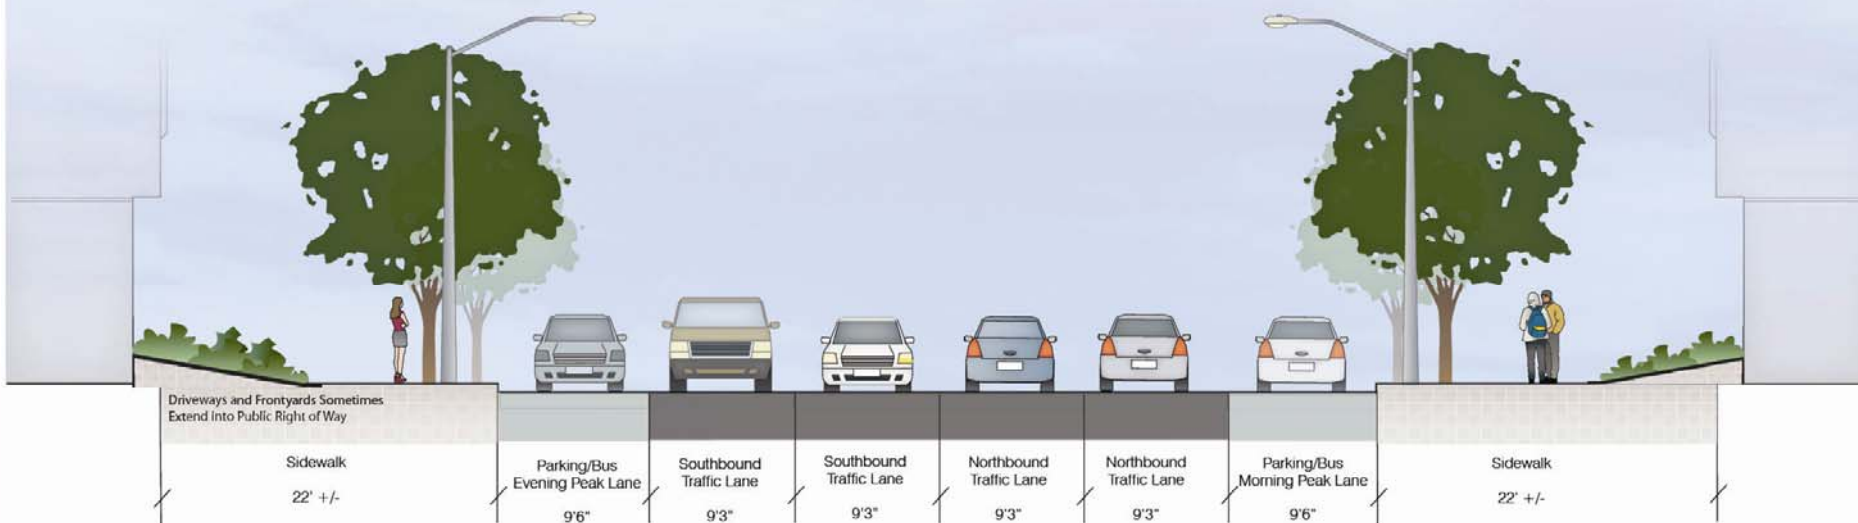 Driveways and Frontyards Sometimes
Extend into Public Right of Way
Sidewalk
22' +/-
Parking/Bus
Evening Peak Lane
9'6"
Southbound
Traffic Lane
9'3"
Southbound
Traffic Lane
9'3"
Northbound
Traffic Lane
9'3"
Northbound
Traffic Lane
9'3"
Parking/Bus
Morning Peak Lane
9'6"
Sidewalk
22' +/-